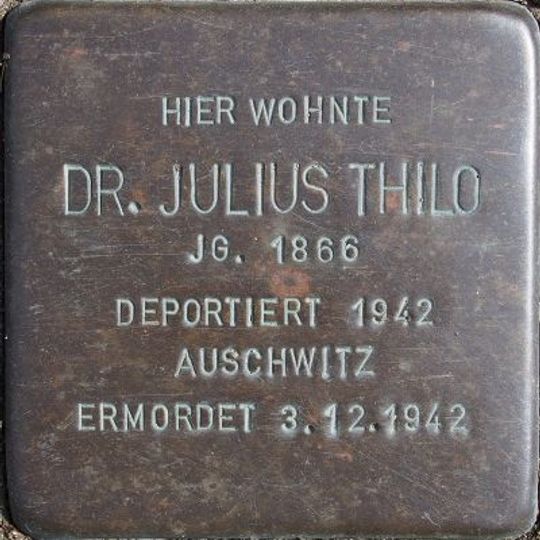 HIER WOHNTE
DR. JULIUS THILO
JG. 1866
DEPORTIERT 1942
AUSCHWITZ
ERMORDET 3.12.1942